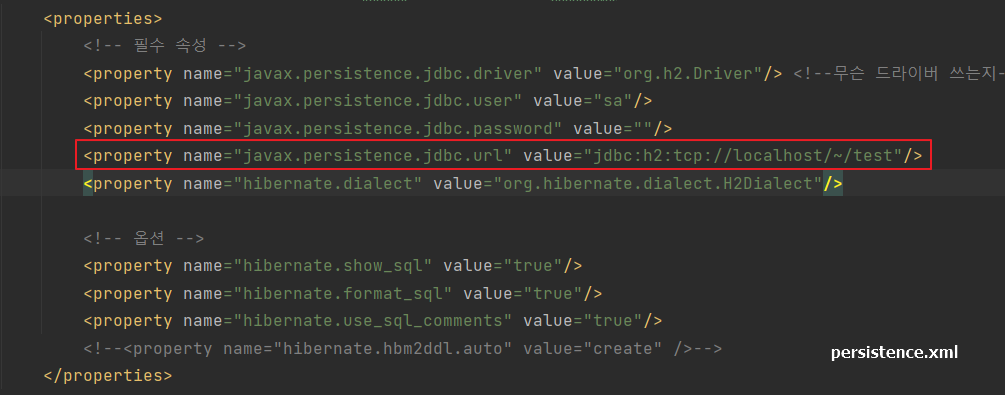 <properties>
<!-- 필수 속성 -->
<property name="javax.persistence.jdbc.driver" value="org.h2.Driver"/> <!--무슨 드라이버 쓰는지-
<property name="javax.persistence.jdbc.user" value="sa"/>
<property name="javax.persistence.jdbc.password" value=""/>
<property name="javax.persistence.jdbc.url" value="jdbc:h2:tcp://localhost/~/test"/>
<property name="hibernate.dialect" value="org.hibernate.dialect.H2Dialect"/>
<!-- 옵션 -->
<property name="hibernate.show_sql" value="true"/>
<property name="hibernate.format_sql" value="true"/>
<property name="hibernate.use_sql_comments" value="true"/>
<!--<property name="hibernate.hbm2ddl.auto" value="create" />-->
persistence.xml
</properties>